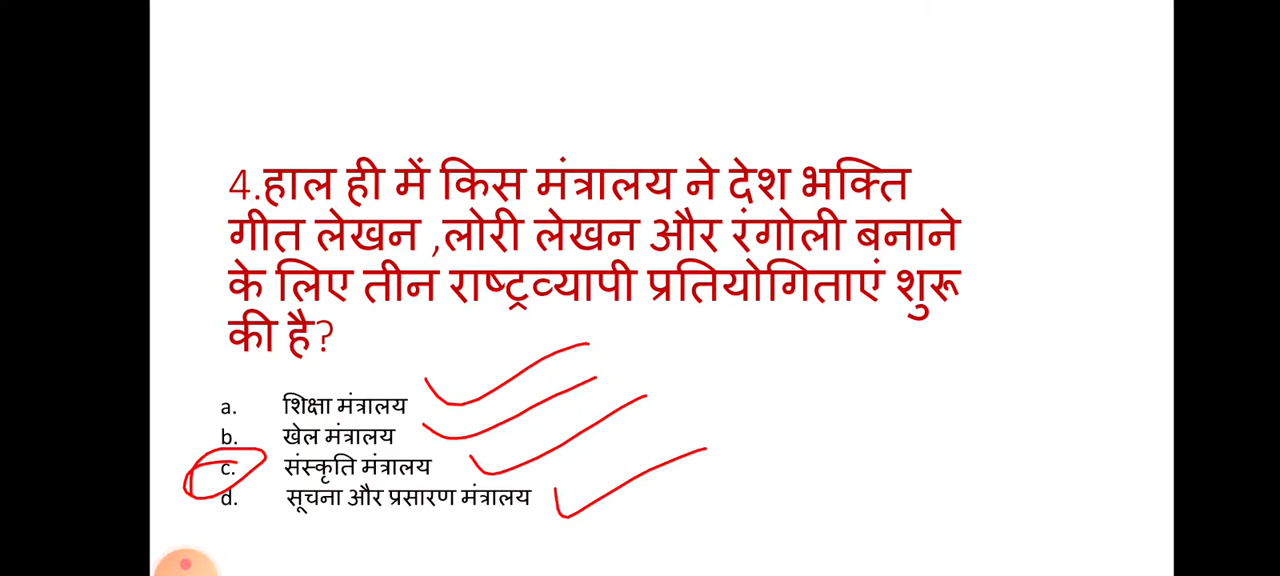 4.हाल ही में किस मंत्रालय ने देश भक्ति
गीत लेखन ,लोरी लेखन और रंगोली बनाने
के लिए तीन राष्ट्रव्यापी प्रतियोगिताएं शुरू
की है?
a. शिक्षा मंत्रालय
b. खेल मंत्रालय
c. संस्कृति मंत्रालय
d. सूचना और प्रसारण मंत्रालय